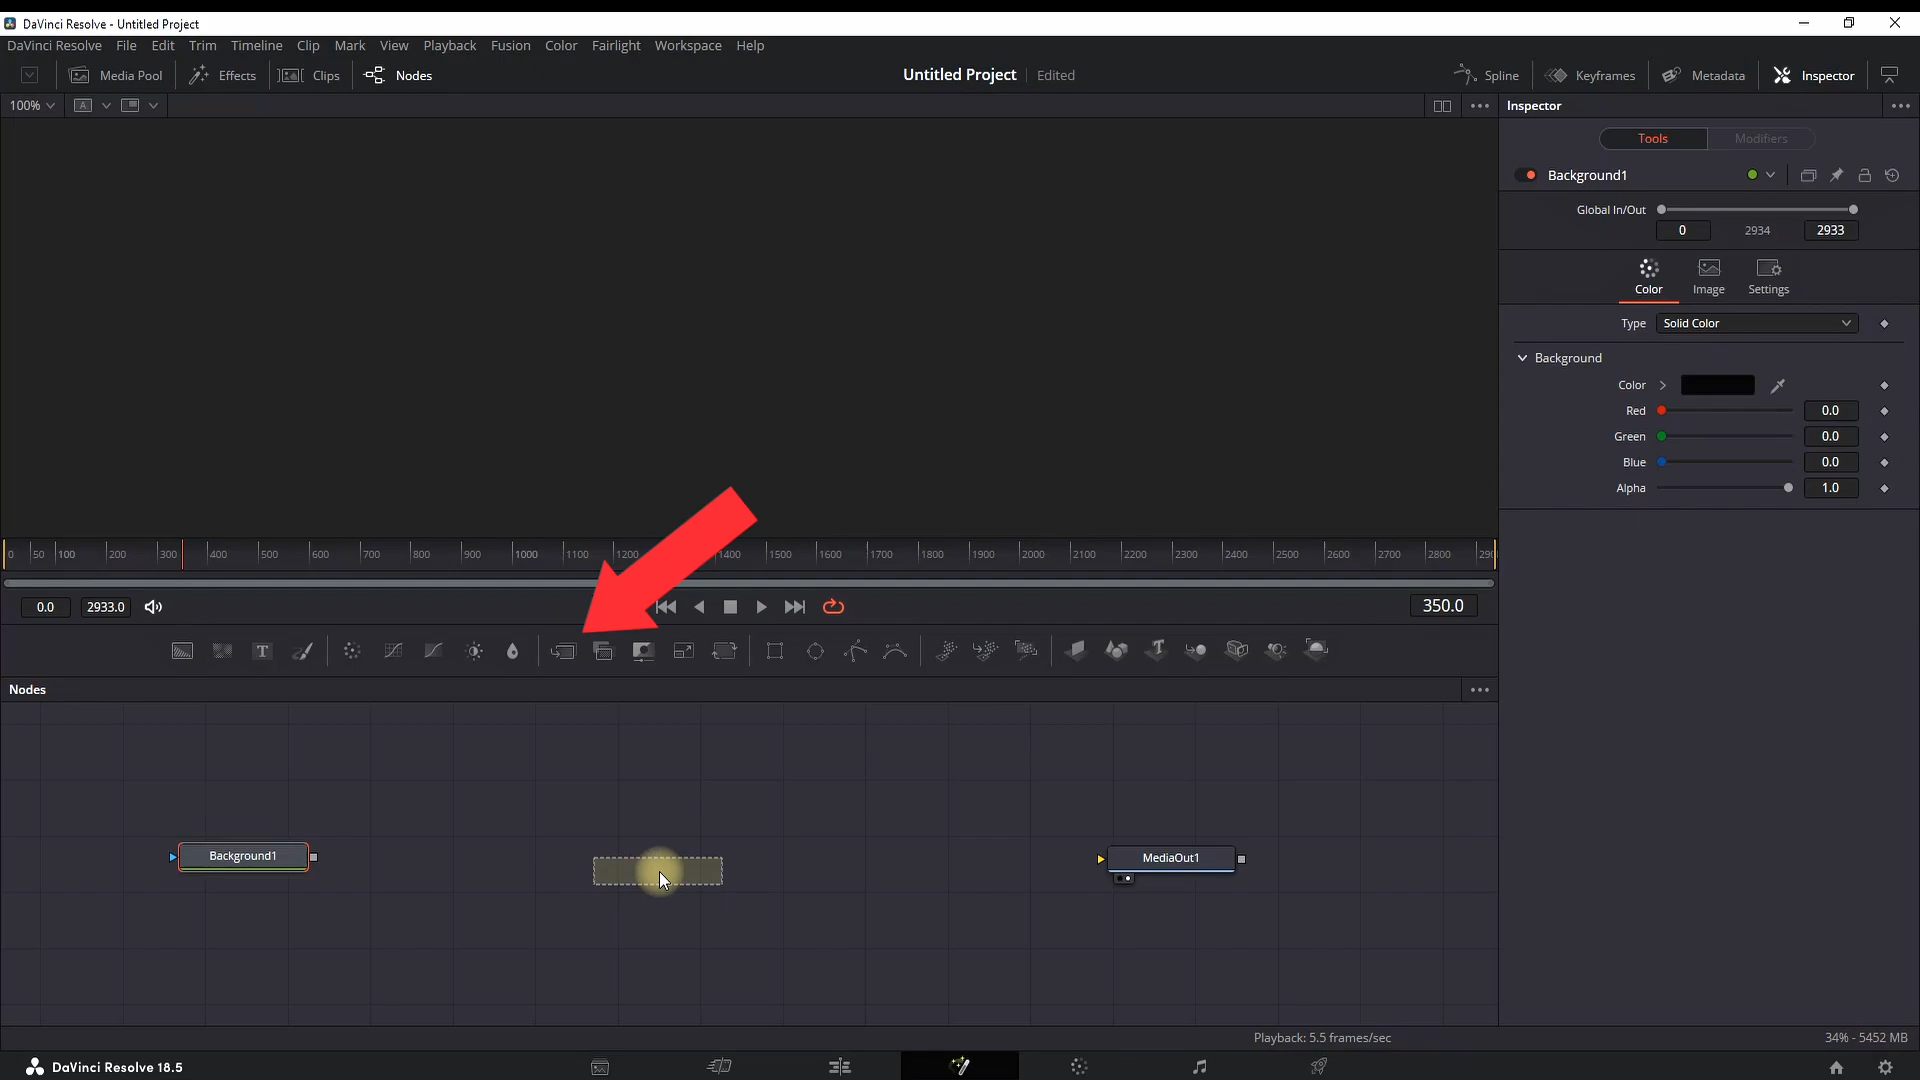 DaVinci Resolve - Untitled Project
DaVinci Resolve File Edit Trim Timeline Clip Mark View Playback Fusion Color Fairlight Workspace Help
Media Pool Effects Clips Nodes Untitled Project Edited Spline Keyframes Metadata Inspector
100% A Inspector
Tools Modifiers
Background1
Global In/Out
0 2934 2933
Color Image Settings
Type Solid Color
Background
Color
Red 0.0
Green 0.0
Blue 0.0
Alpha 1.0
0 50 100 200 300 400 500 600 700 800 900 1000 1100 1200 1400 1500 1600 1700 1800 1900 2000 2100 2200 2300 2400 2500 2600 2700 2800 290
0.0 2933.0 350.0
T T
Nodes
Background1 MediaOut1
Playback: 5.5 frames/sec 34% - 5452 MB
DaVinci Resolve 18.5